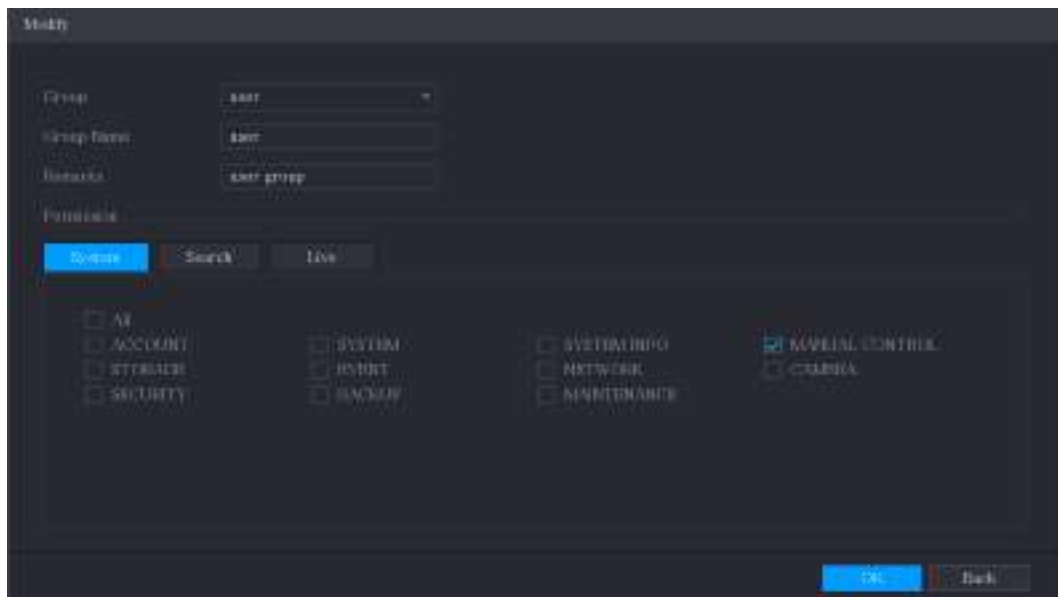 Modify
Group user
Group Name user
Remarks user group
Permission
System Search Live
All
ACCOUNT SYSTEM SYSTEM INFO MANUAL CONTROL
STORAGE EVENT NETWORK CAMERA
SECURITY BACKUP MAINTENANCE
OK Back